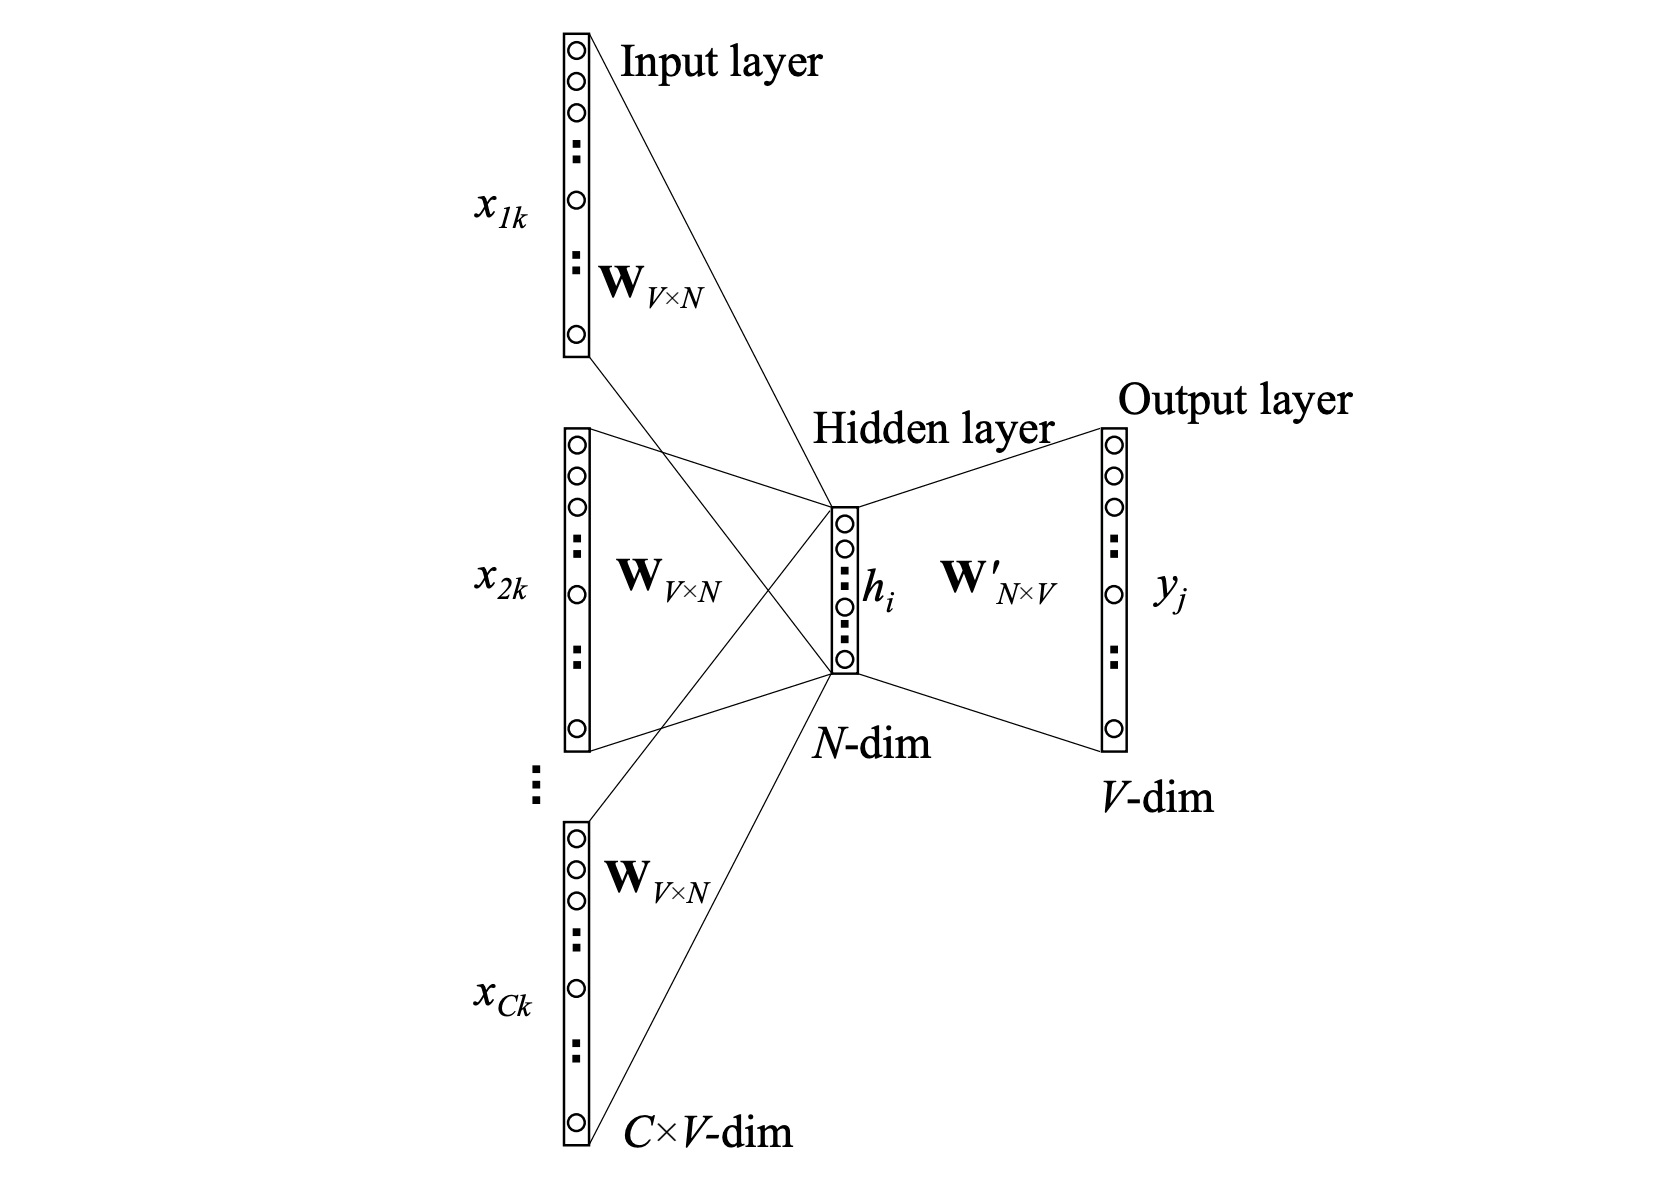 Input layer
x1k
WV×N
Hidden layer
Output layer
x2k
WV×N
hi
W'N×V
yj
N-dim
V-dim
WV×N
xCk
C×V-dim